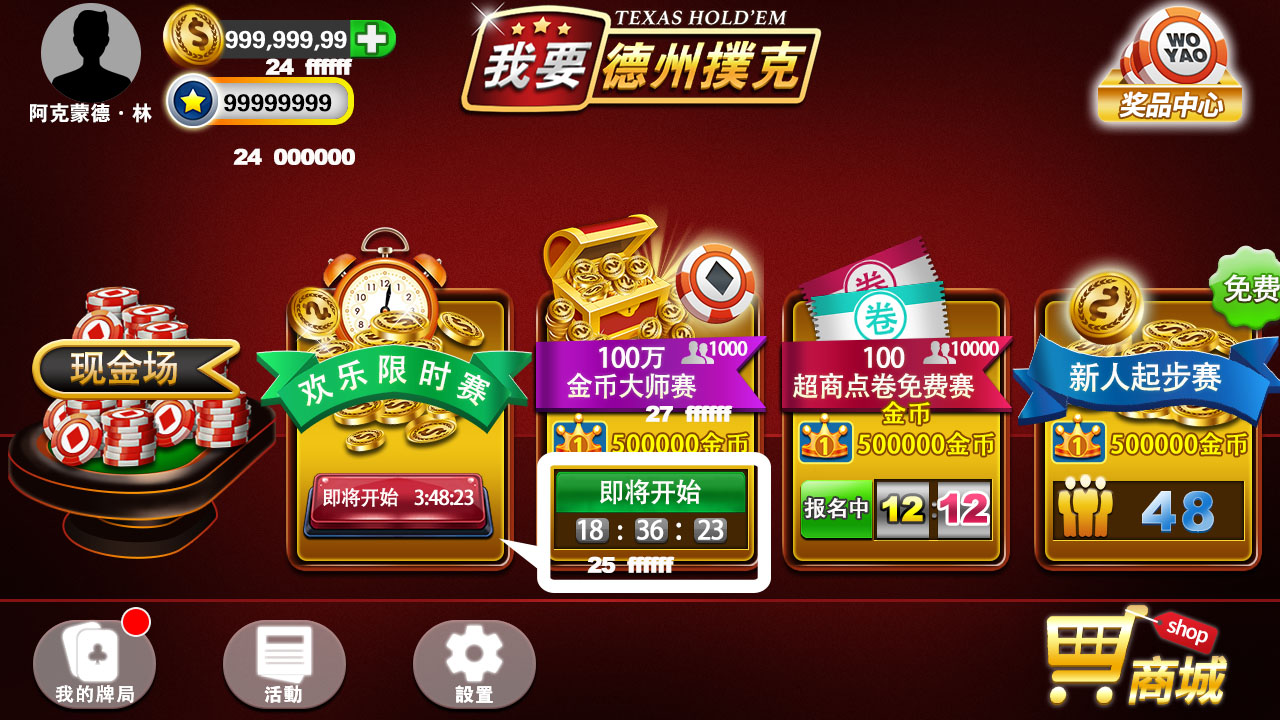 999,999,99
24 ffffff
99999999
阿克蒙德·林
24 000000
TEXAS HOLD'EM
我要 德州撲克
WO
YAO
奖品中心
现金场
欢乐限时赛
即将开始 3:48:23
100万 1000
金币大师赛
27 ffffff
1 500000金币
即将开始
18 : 36 : 23
25 ffffff
卷
卷
100 10000
超商点卷免费赛
金币
1 500000金币
报名中 12:12
免费
新人起步赛
1 500000金币
48
我的牌局
活動
設置
shop
商城